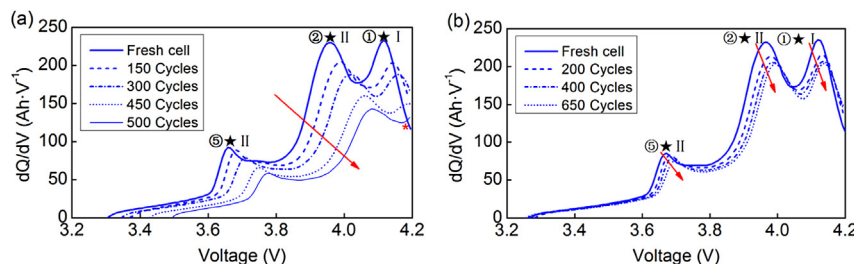 (a)
②★ II
①★ I
⑤★ II
Fresh cell
150 Cycles
300 Cycles
450 Cycles
500 Cycles
*
dQ/dV (Ah·V⁻¹)
250
200
150
100
50
0
3.2 3.4 3.6 3.8 4.0 4.2
Voltage (V)
(b)
②★ II
①★ I
⑤★ II
Fresh cell
200 Cycles
400 Cycles
650 Cycles
dQ/dV (Ah·V⁻¹)
250
200
150
100
50
0
3.2 3.4 3.6 3.8 4.0 4.2
Voltage (V)